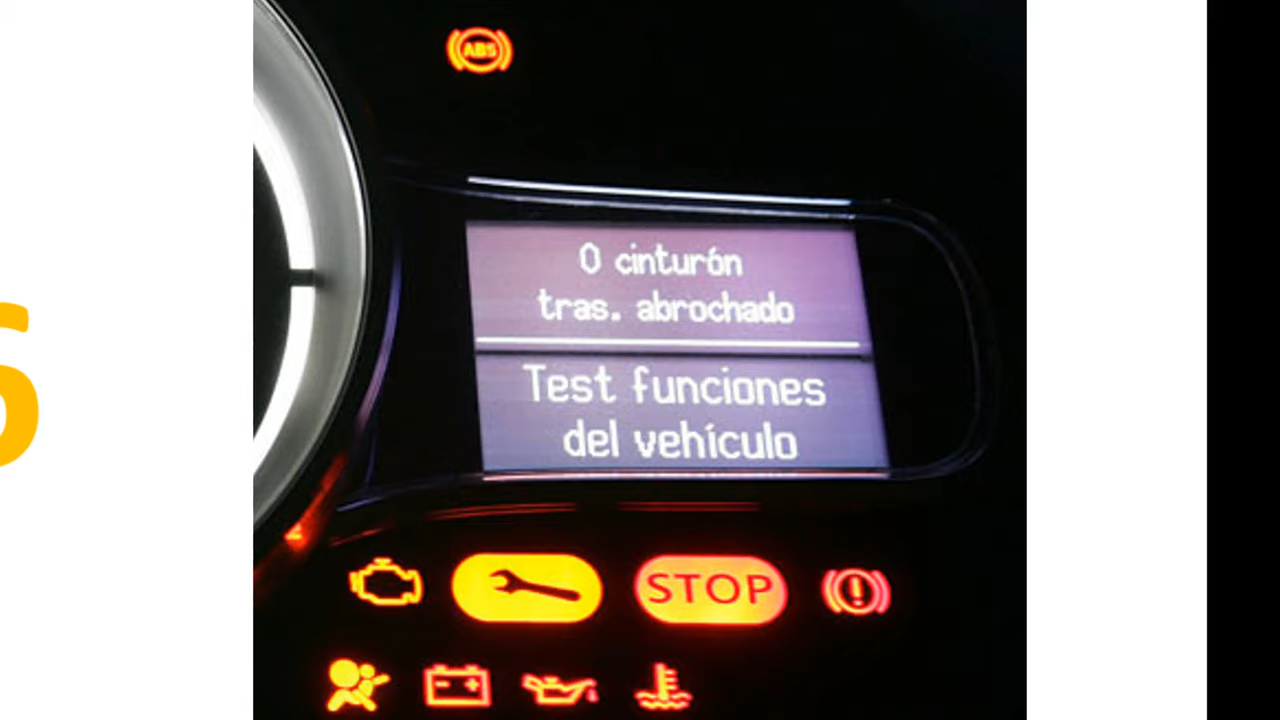 ABS
0 cinturón
tras. abrochado
Test funciones
del vehículo
STOP